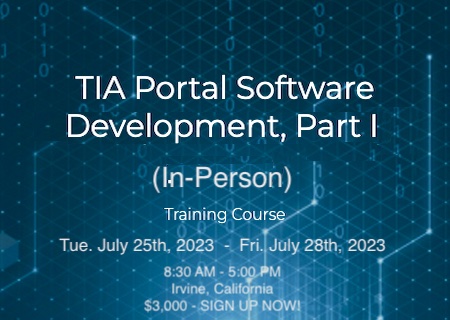 TIA Portal Software
Development, Part I
(In-Person)
Training Course
Tue. July 25th, 2023 - Fri. July 28th, 2023
8:30 AM - 5:00 PM
Irvine, California
$3,000 - SIGN UP NOW!